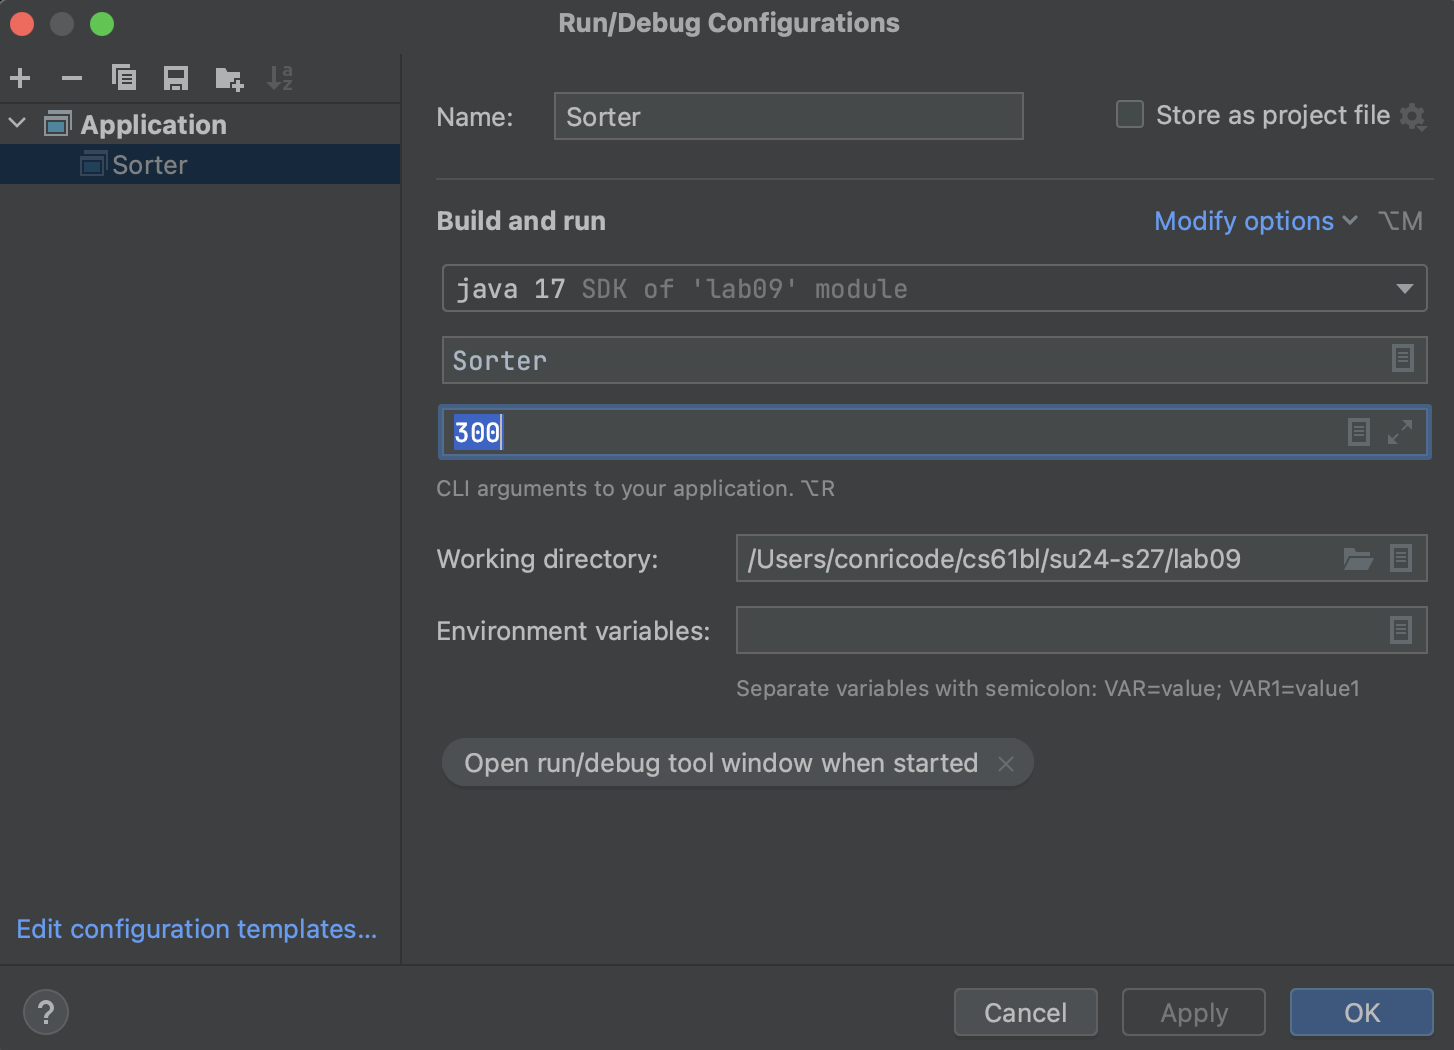 Run/Debug Configurations
Application
Sorter
Name: Sorter Store as project file
Build and run Modify options ⌥M
java 17 SDK of 'lab09' module
Sorter
300
CLI arguments to your application. ⌥R
Working directory: /Users/conricode/cs61bl/su24-s27/lab09
Environment variables:
Separate variables with semicolon: VAR=value; VAR1=value1
Open run/debug tool window when started
Edit configuration templates...
? Cancel Apply OK